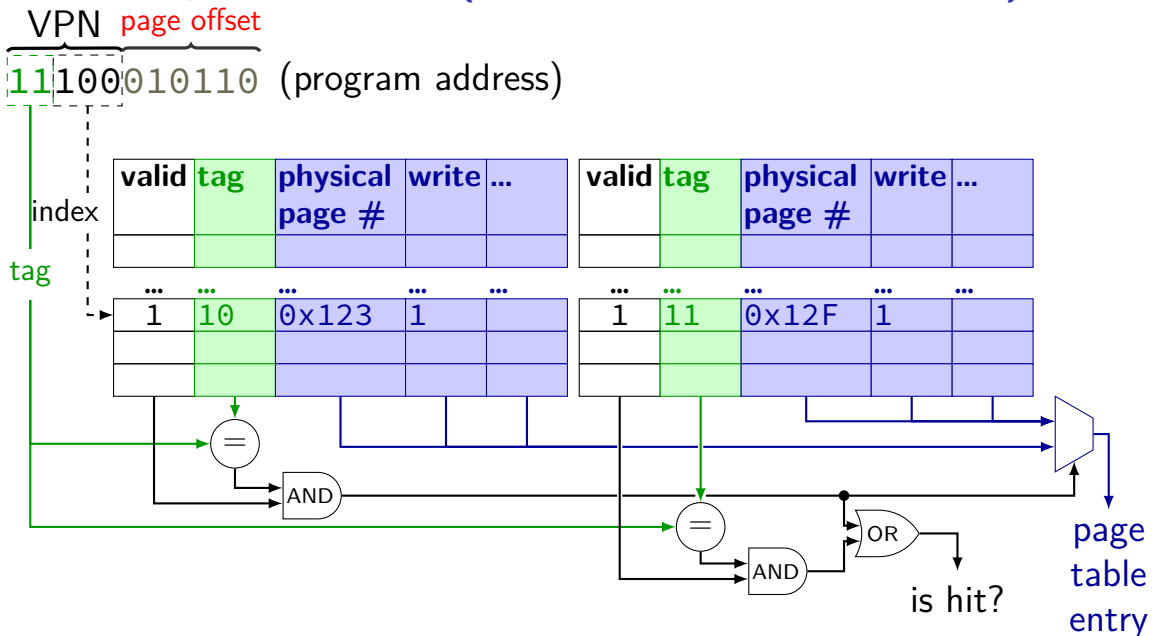 VPN page offset
11100010110 (program address)
valid tag physical page # write ... valid tag physical page # write ...
index
tag
... ... ... ... ... ... ... ... ... ...
1 10 0x123 1 1 11 0x12F 1
=
AND
=
OR
AND
is hit?
page
table
entry